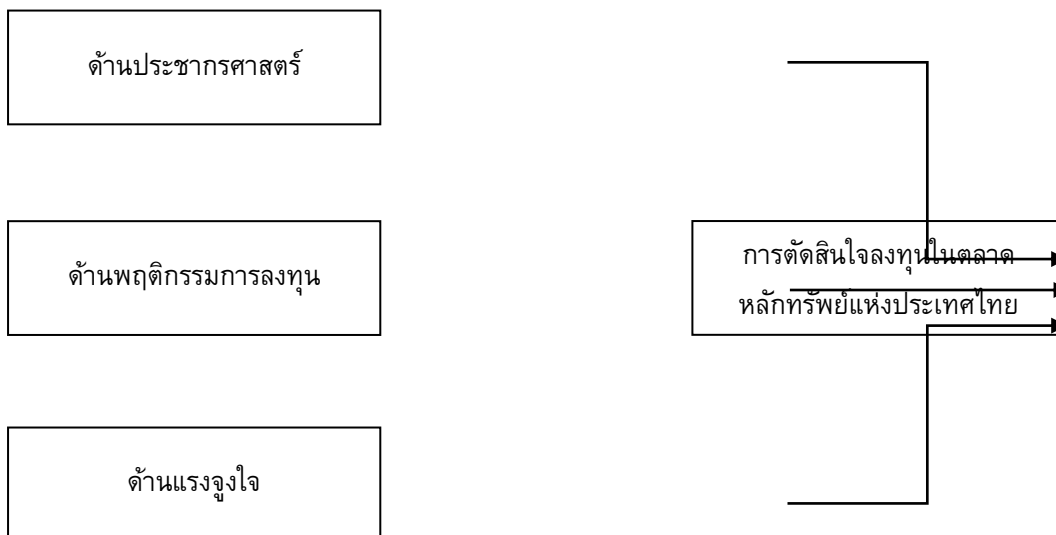 ด้านประชากรศาสตร์
ด้านพฤติกรรมการลงทุน
การตัดสินใจลงทุนในตลาด
หลักทรัพย์แห่งประเทศไทย
ด้านแรงจูงใจ